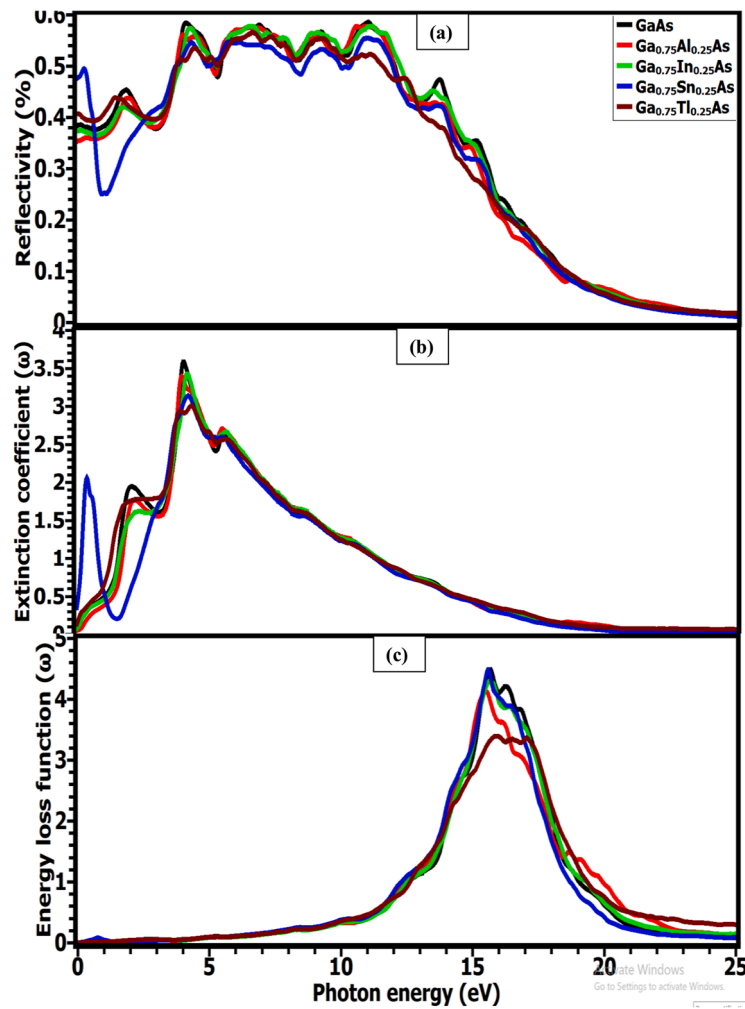 0.6
(a)
0.5
0.4
0.3
0.2
0.1
0
Reflectivity (%)
GaAs
Ga0.75Al0.25As
Ga0.75In0.25As
Ga0.75Sn0.25As
Ga0.75Tl0.25As
4
(b)
3.5
3
2.5
2
1.5
1
0.5
Extinction coefficient (ω)
5
(c)
4
3
2
1
0
Energy loss function (ω)
0 5 10 15 20 25
Photon energy (eV)
Activate Windows
Go to Settings to activate Windows.